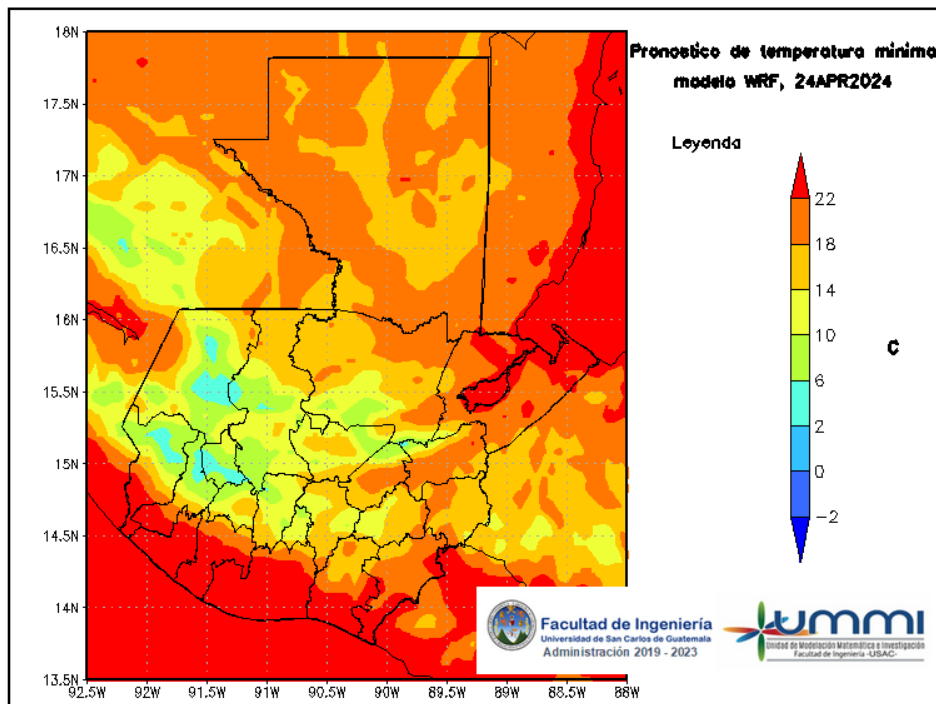 Pronostico de temperatura minima
modelo WRF, 24APR2024
Leyenda
22
18
14
10
6
2
0
−2
C
18N
17.5N
17N
16.5N
16N
15.5N
15N
14.5N
14N
13.5N
92.5W 92W 91.5W 91W 90.5W 90W 89.5W 89W 88.5W 88W
Facultad de Ingeniería
Universidad de San Carlos de Guatemala
Administración 2019 - 2023
ummi
Unidad de Modelación Matemática e Investigación
Facultad de Ingeniería -USAC-